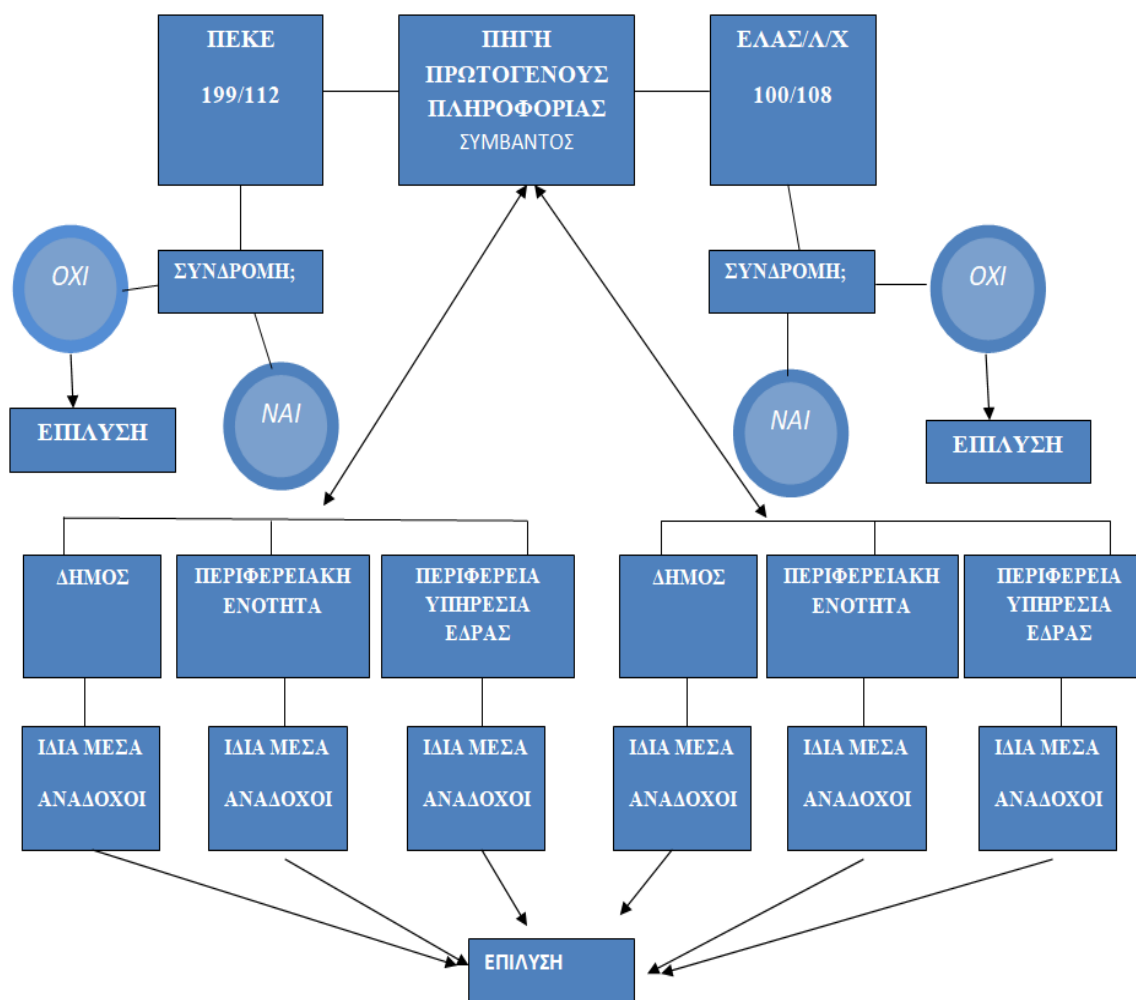 ΠΕΚΕ
199/112
ΠΗΓΗ
ΠΡΩΤΟΓΕΝΟΥΣ
ΠΛΗΡΟΦΟΡΙΑΣ
ΣΥΜΒΑΝΤΟΣ
ΕΛΑΣ/Λ/Χ
100/108
ΟΧΙ
ΣΥΝΔΡΟΜΗ;
ΣΥΝΔΡΟΜΗ;
ΟΧΙ
ΝΑΙ
ΝΑΙ
ΕΠΙΛΥΣΗ
ΕΠΙΛΥΣΗ
ΔΗΜΟΣ
ΠΕΡΙΦΕΡΕΙΑΚΗ
ΕΝΟΤΗΤΑ
ΠΕΡΙΦΕΡΕΙΑ
ΥΠΗΡΕΣΙΑ
ΕΔΡΑΣ
ΔΗΜΟΣ
ΠΕΡΙΦΕΡΕΙΑΚΗ
ΕΝΟΤΗΤΑ
ΠΕΡΙΦΕΡΕΙΑ
ΥΠΗΡΕΣΙΑ
ΕΔΡΑΣ
ΙΔΙΑ ΜΕΣΑ
ΑΝΑΔΟΧΟΙ
ΙΔΙΑ ΜΕΣΑ
ΑΝΑΔΟΧΟΙ
ΙΔΙΑ ΜΕΣΑ
ΑΝΑΔΟΧΟΙ
ΙΔΙΑ ΜΕΣΑ
ΑΝΑΔΟΧΟΙ
ΙΔΙΑ ΜΕΣΑ
ΑΝΑΔΟΧΟΙ
ΙΔΙΑ ΜΕΣΑ
ΑΝΑΔΟΧΟΙ
ΕΠΙΛΥΣΗ